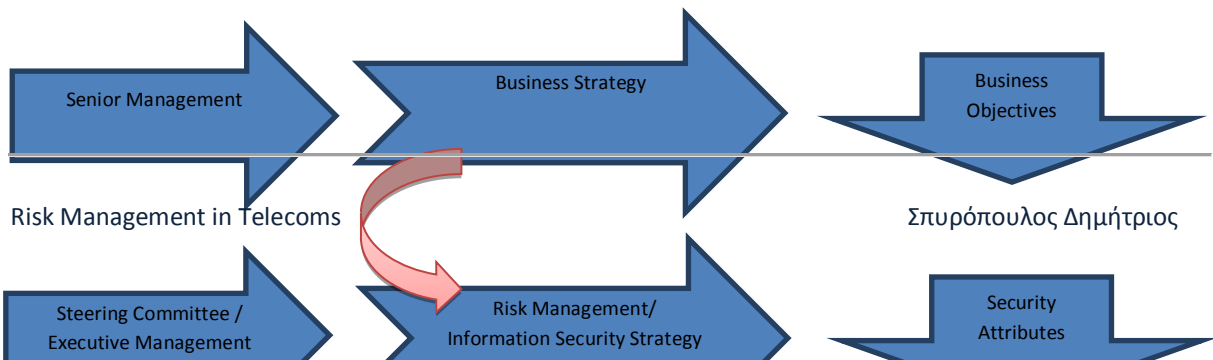 Senior Management
Business Strategy
Business
Objectives
Risk Management in Telecoms
Σπυρόπουλος Δημήτριος
Steering Committee /
Executive Management
Risk Management/
Information Security Strategy
Security
Attributes